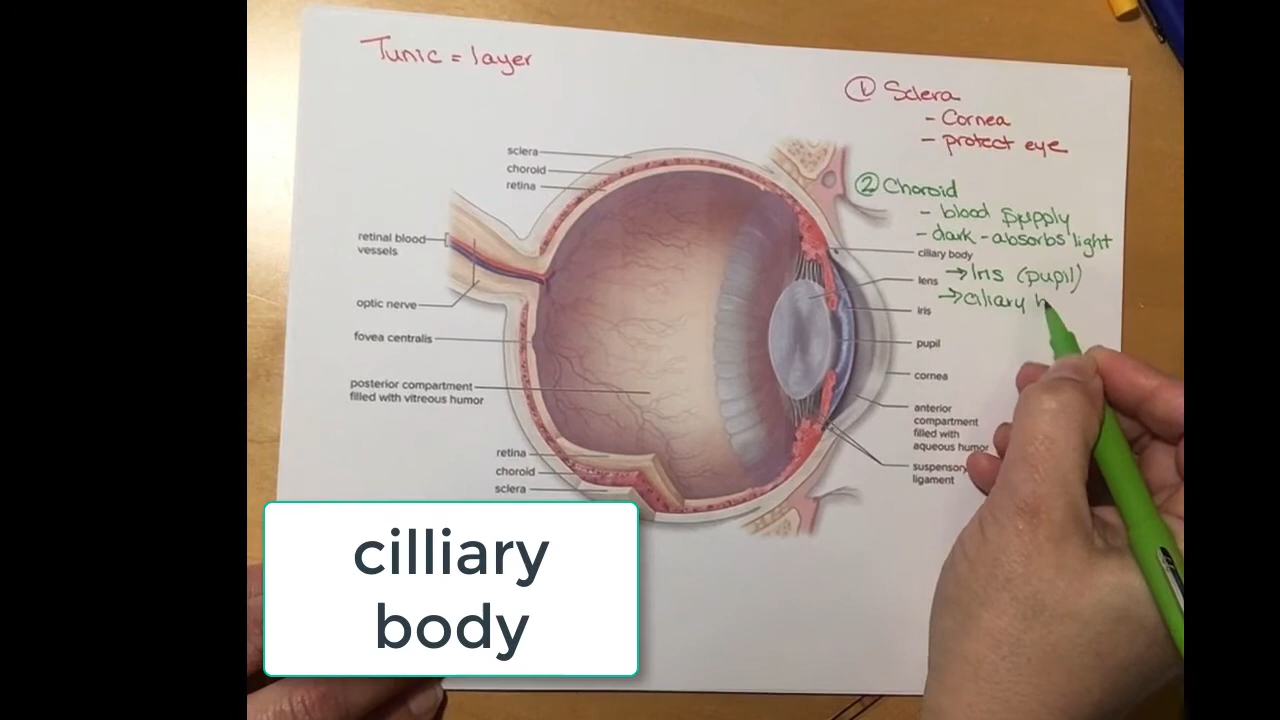 Tunic = layer
① Sclera
- Cornea
- protect eye
② Choroid
- blood supply
- dark - absorbs light
→ Iris (pupil)
→ ciliary
sclera
choroid
retina
retinal blood
vessels
optic nerve
fovea centralis
posterior compartment
filled with vitreous humor
retina
choroid
sclera
ciliary body
lens
iris
pupil
cornea
anterior
compartment
filled with
aqueous humor
suspensory
ligament
cilliary
body